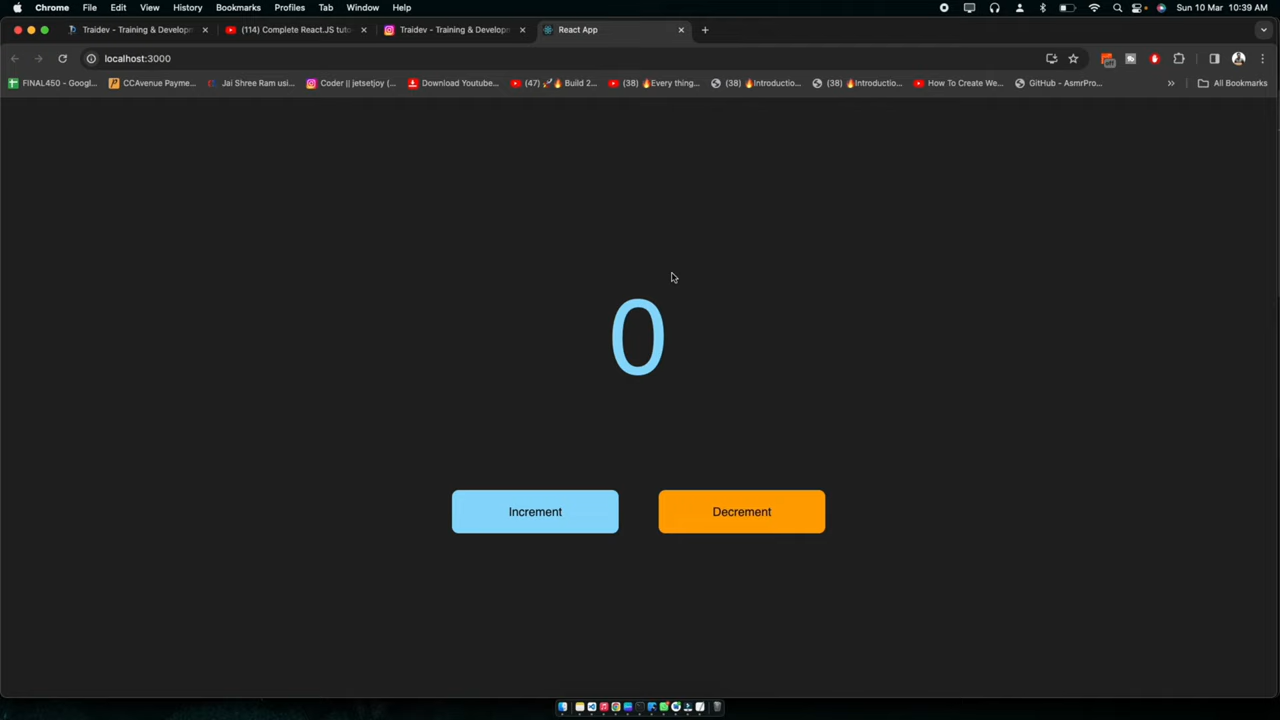 Chrome File Edit View History Bookmarks Profiles Tab Window Help Sun 10 Mar 10:39 AM
Traidev - Training & Developm (114) Complete React.JS tuto Traidev - Training & Develop React App
localhost:3000
FINAL450 - Googl... CCAvenue Payme... Jai Shree Ram usi... Coder || jetsetjoy (... Download Youtube... (47) 🚀🔥 Build 2... (38) 🔥Every thing... (38) 🔥Introductio... (38) 🔥Introductio... How To Create We... GitHub - AsmrPro... » All Bookmarks
0
Increment Decrement